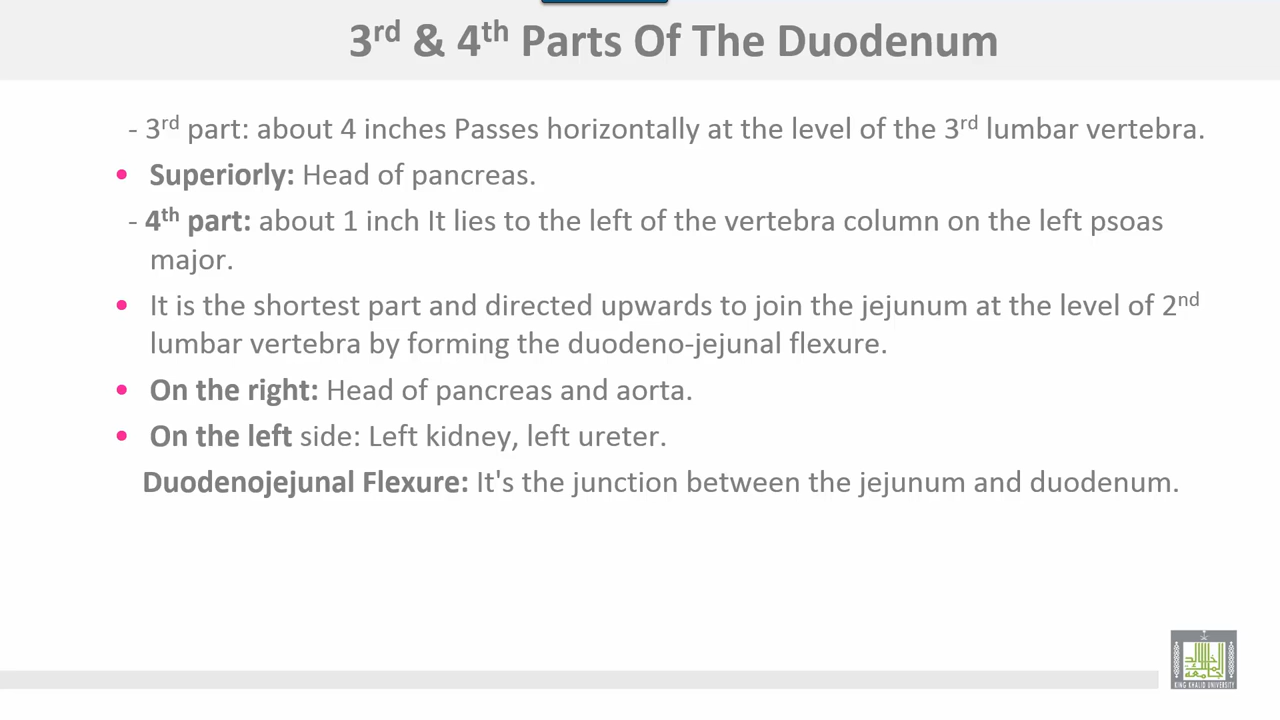 3rd & 4th Parts Of The Duodenum
- 3rd part: about 4 inches Passes horizontally at the level of the 3rd lumbar vertebra.
• Superiorly: Head of pancreas.
- 4th part: about 1 inch It lies to the left of the vertebra column on the left psoas
major.
• It is the shortest part and directed upwards to join the jejunum at the level of 2nd
lumbar vertebra by forming the duodeno-jejunal flexure.
• On the right: Head of pancreas and aorta.
• On the left side: Left kidney, left ureter.
Duodenojejunal Flexure: It's the junction between the jejunum and duodenum.
KING KHALID UNIVERSITY